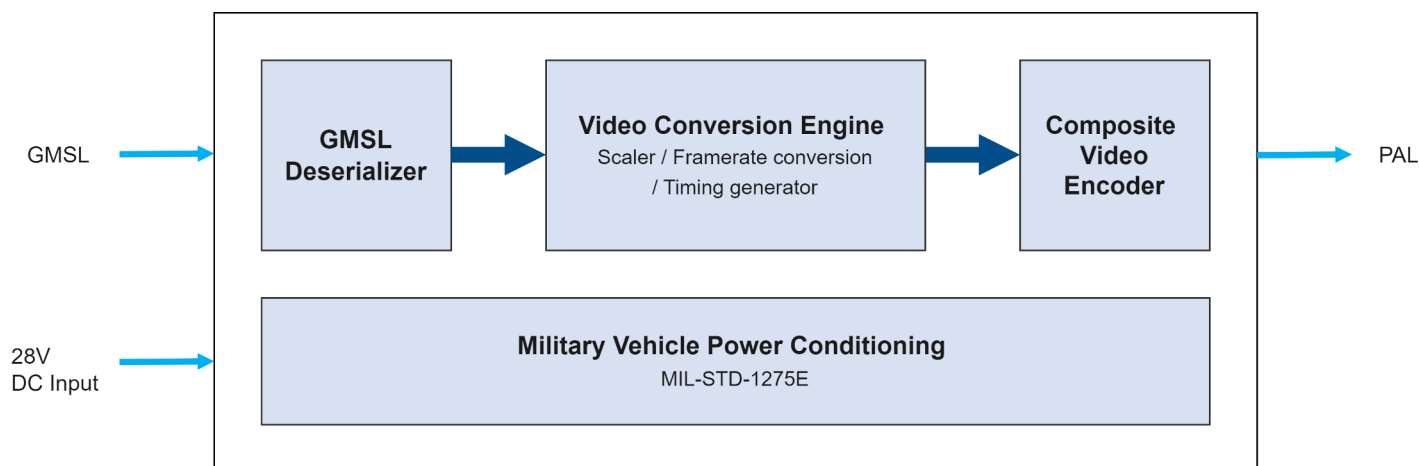 GMSL
GMSL
Deserializer
Video Conversion Engine
Scaler / Framerate conversion
/ Timing generator
Composite
Video
Encoder
PAL
28V
DC Input
Military Vehicle Power Conditioning
MIL-STD-1275E